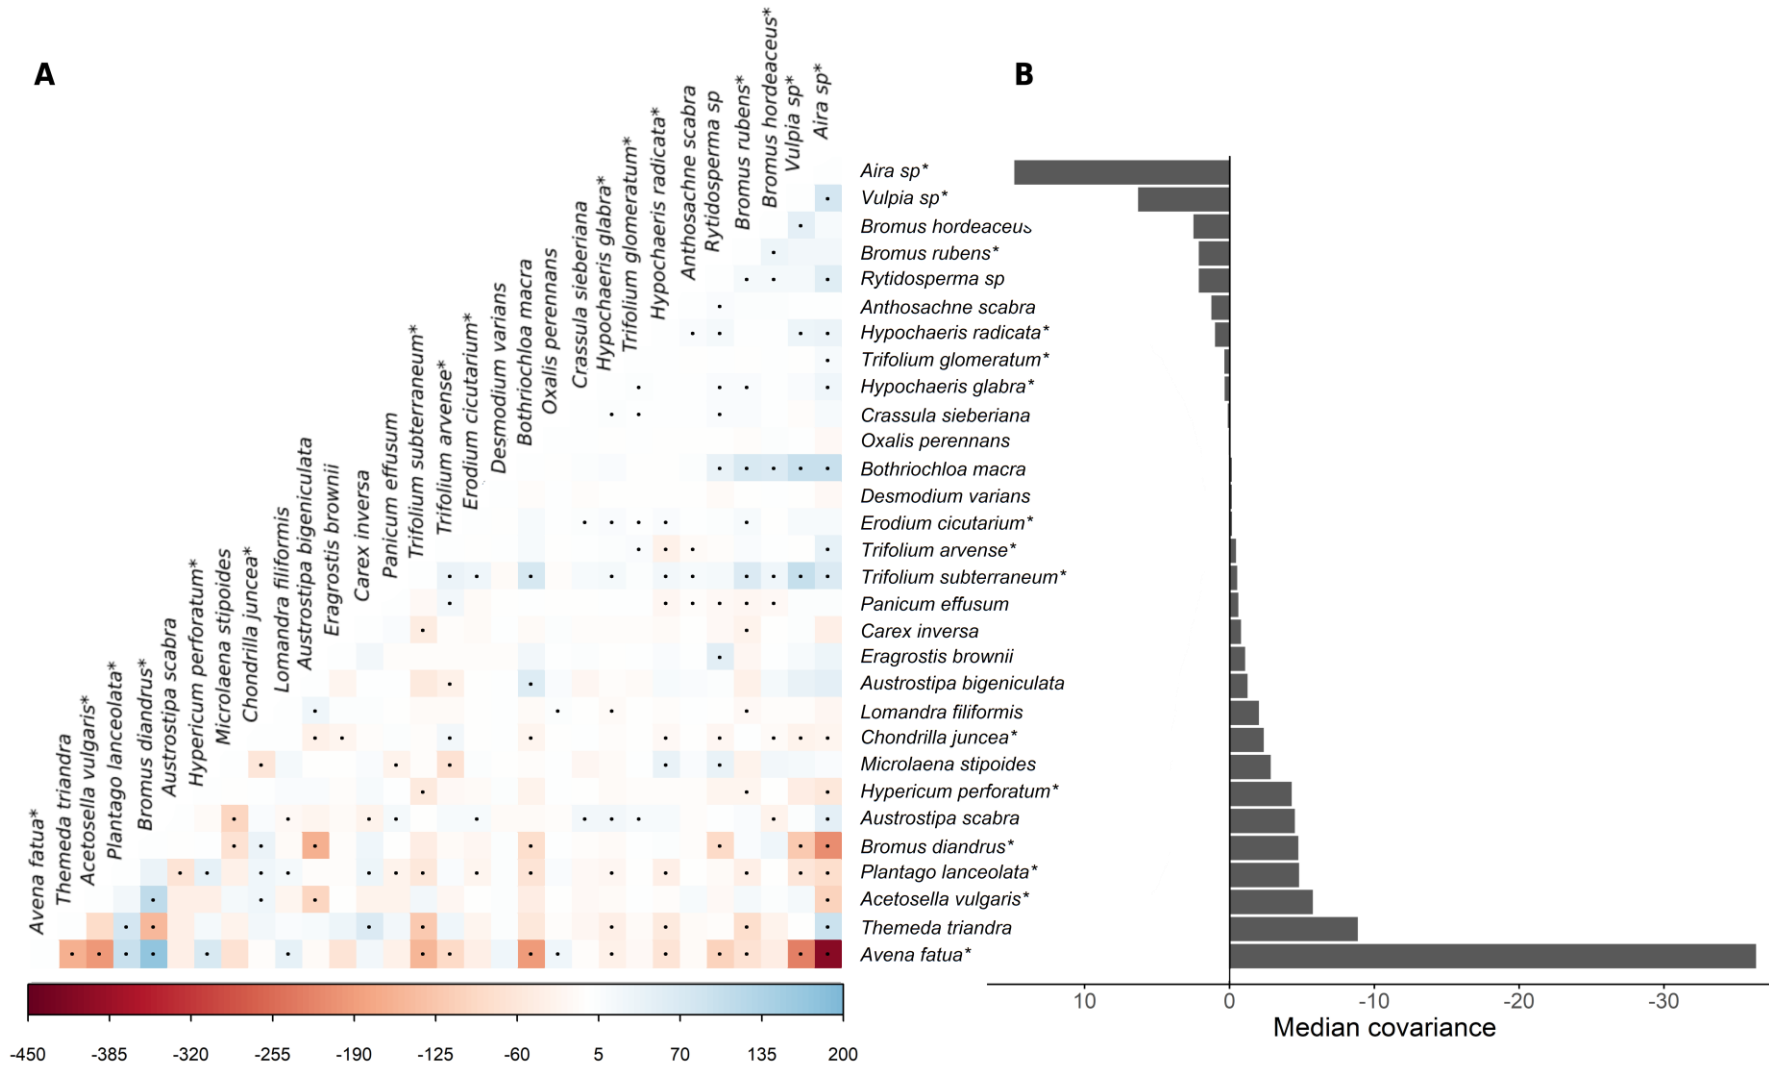 A
B
Avena fatua*
Themeda triandra
Acetosella vulgaris*
Plantago lanceolata*
Bromus diandrus*
Austrostipa scabra
Hypericum perforatum*
Microlaena stipoides
Chondrilla juncea*
Lomandra filiformis
Austrostipa bigeniculata
Eragrostis brownii
Carex inversa
Panicum effusum
Trifolium subterraneum*
Trifolium arvense*
Erodium cicutarium*
Desmodium varians
Bothriochloa macra
Oxalis perennans
Crassula sieberiana
Hypochaeris glabra*
Trifolium glomeratum*
Hypochaeris radicata*
Anthosachne scabra
Rytidosperma sp
Bromus rubens*
Bromus hordeaceus*
Vulpia sp*
Aira sp*
Aira sp*
Vulpia sp*
Bromus hordeaceus
Bromus rubens*
Rytidosperma sp
Anthosachne scabra
Hypochaeris radicata*
Trifolium glomeratum*
Hypochaeris glabra*
Crassula sieberiana
Oxalis perennans
Bothriochloa macra
Desmodium varians
Erodium cicutarium*
Trifolium arvense*
Trifolium subterraneum*
Panicum effusum
Carex inversa
Eragrostis brownii
Austrostipa bigeniculata
Lomandra filiformis
Chondrilla juncea*
Microlaena stipoides
Hypericum perforatum*
Austrostipa scabra
Bromus diandrus*
Plantago lanceolata*
Acetosella vulgaris*
Themeda triandra
Avena fatua*
-450 -385 -320 -255 -190 -125 -60 5 70 135 200
10 0 -10 -20 -30
Median covariance